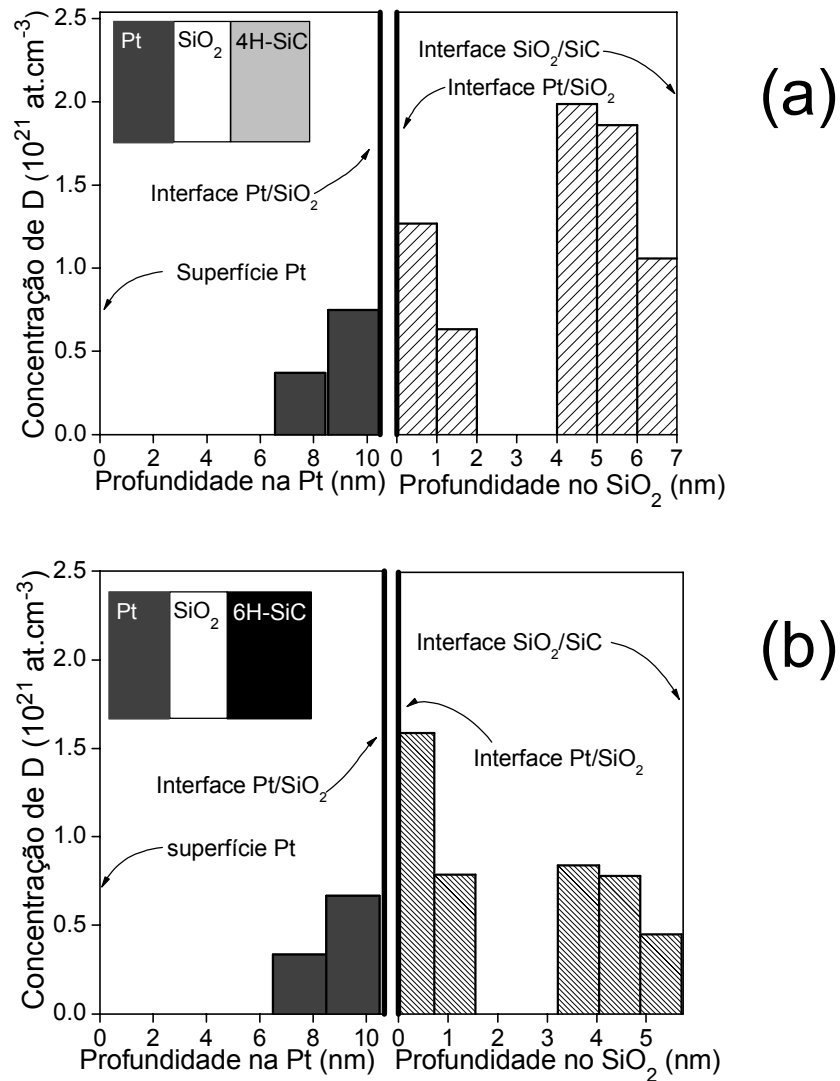 Concentração de D (10²¹ at.cm⁻³)
2.5
2.0
1.5
1.0
0.5
0.0
Pt
SiO₂
4H-SiC
Interface Pt/SiO₂
Superfície Pt
0 2 4 6 8 10
Profundidade na Pt (nm)
Interface SiO₂/SiC
Interface Pt/SiO₂
0 1 2 3 4 5 6 7
Profundidade no SiO₂ (nm)
(a)
Concentração de D (10²¹ at.cm⁻³)
2.5
2.0
1.5
1.0
0.5
0.0
Pt
SiO₂
6H-SiC
Interface Pt/SiO₂
superfície Pt
0 2 4 6 8 10
Profundidade na Pt (nm)
Interface SiO₂/SiC
Interface Pt/SiO₂
0 1 2 3 4 5
Profundidade no SiO₂ (nm)
(b)